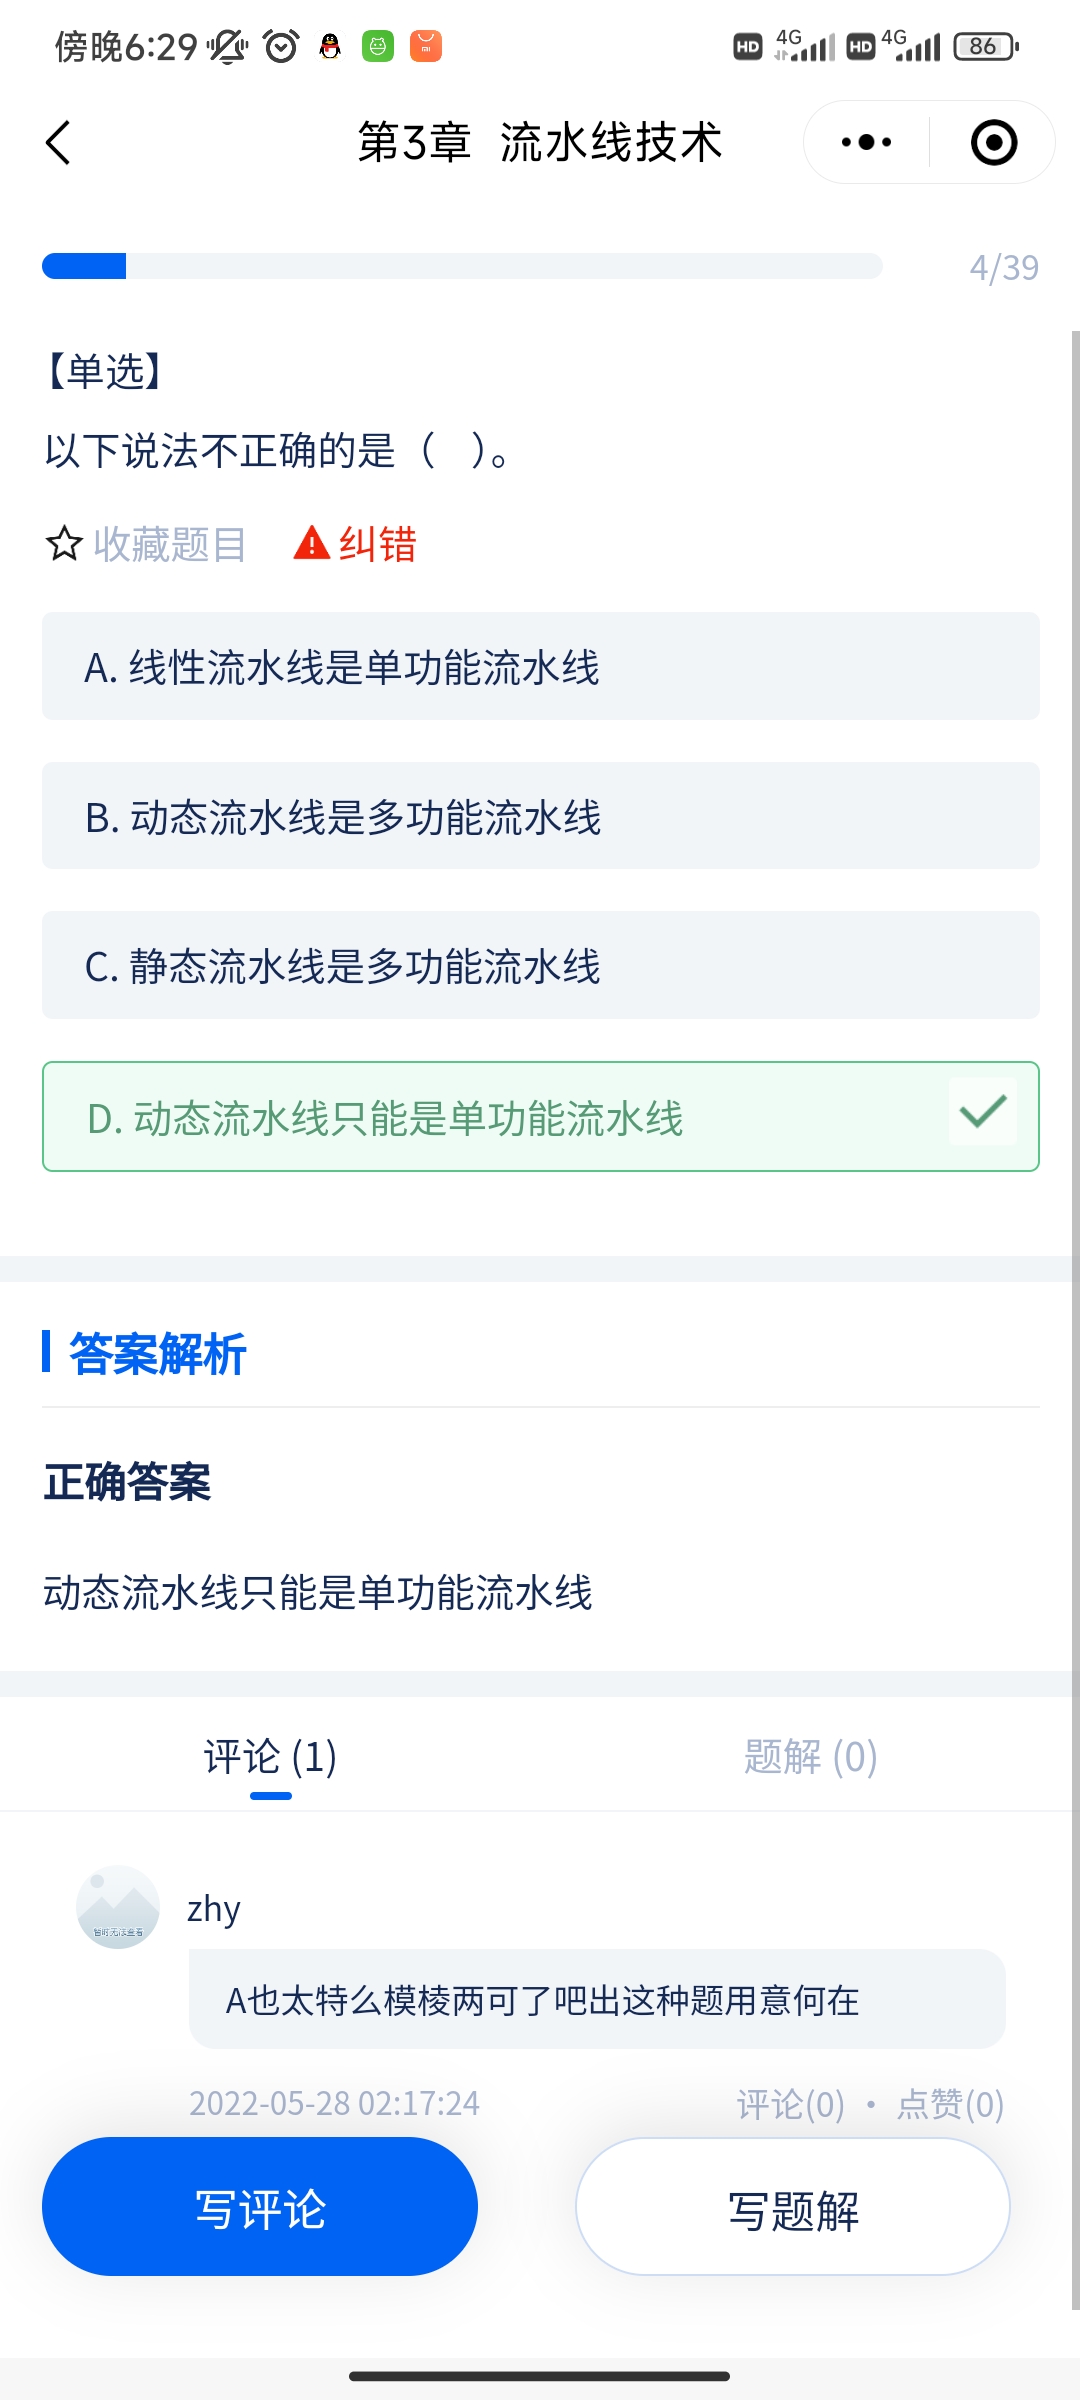 傍晚6:29
HD 4G HD 4G 86
第3章 流水线技术
4/39
【单选】
以下说法不正确的是（ ）。
收藏题目 纠错
A. 线性流水线是单功能流水线
B. 动态流水线是多功能流水线
C. 静态流水线是多功能流水线
D. 动态流水线只能是单功能流水线
答案解析
正确答案
动态流水线只能是单功能流水线
评论 (1) 题解 (0)
暂时无法查看
zhy
A也太特么模棱两可了吧出这种题用意何在
2022-05-28 02:17:24 评论(0) · 点赞(0)
写评论 写题解